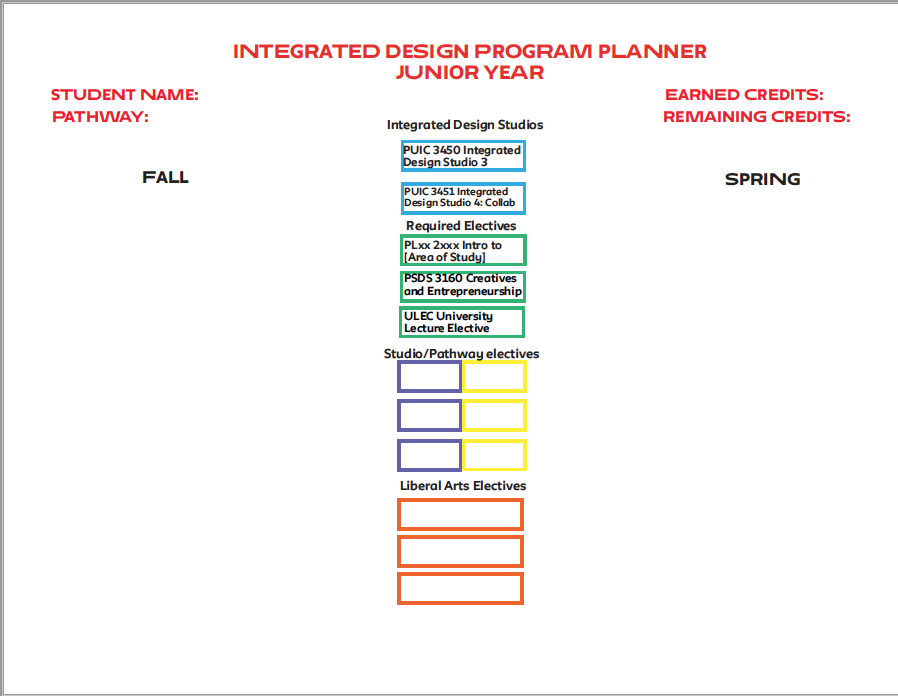 INTEGRATED DESIGN PROGRAM PLANNER
JUNIOR YEAR
STUDENT NAME:
PATHWAY:
EARNED CREDITS:
REMAINING CREDITS:
FALL
SPRING
Integrated Design Studios
PUIC 3450 Integrated
Design Studio 3
PUIC 3451 Integrated
Design Studio 4: Collab
Required Electives
PLxx 2xxx Intro to
[Area of Study]
PSDS 3160 Creatives
and Entrepreneurship
ULEC University
Lecture Elective
Studio/Pathway electives
Liberal Arts Electives